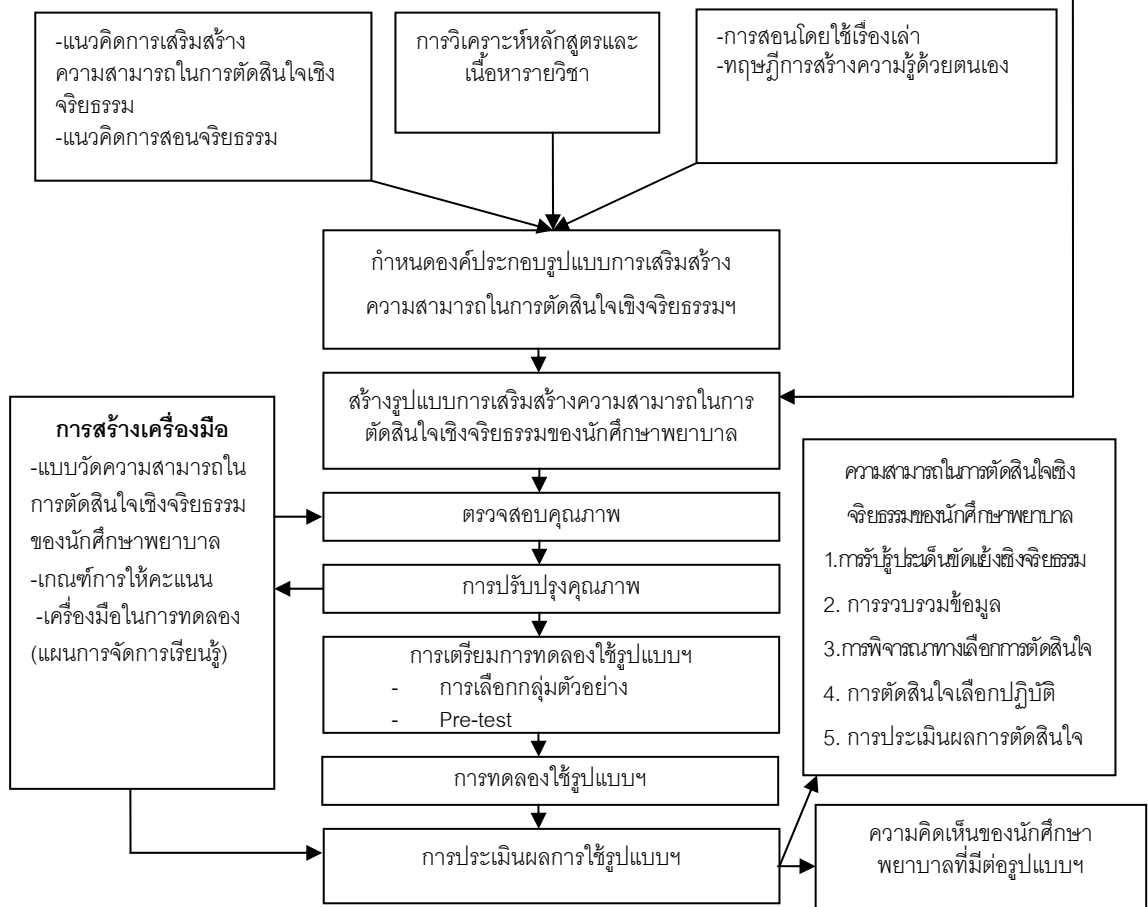 -แนวคิดการเสริมสร้าง
ความสามารถในการตัดสินใจเชิง
จริยธรรม
-แนวคิดการสอนจริยธรรม
การวิเคราะห์หลักสูตรและ
เนื้อหารายวิชา
-การสอนโดยใช้เรื่องเล่า
-ทฤษฎีการสร้างความรู้ด้วยตนเอง
กำหนดองค์ประกอบรูปแบบการเสริมสร้าง
ความสามารถในการตัดสินใจเชิงจริยธรรมฯ
สร้างรูปแบบการเสริมสร้างความสามารถในการ
ตัดสินใจเชิงจริยธรรมของนักศึกษาพยาบาล
การสร้างเครื่องมือ
-แบบวัดความสามารถใน
การตัดสินใจเชิงจริยธรรม
ของนักศึกษาพยาบาล
-เกณฑ์การให้คะแนน
-เครื่องมือในการทดลอง
(แผนการจัดการเรียนรู้)
ตรวจสอบคุณภาพ
การปรับปรุงคุณภาพ
การเตรียมการทดลองใช้รูปแบบฯ
- การเลือกกลุ่มตัวอย่าง
- Pre-test
การทดลองใช้รูปแบบฯ
การประเมินผลการใช้รูปแบบฯ
ความสามารถในการตัดสินใจเชิง
จริยธรรมของนักศึกษาพยาบาล
1.การรับรู้ประเด็นขัดแย้งเชิงจริยธรรม
2. การรวบรวมข้อมูล
3.การพิจารณาทางเลือกการตัดสินใจ
4. การตัดสินใจเลือกปฏิบัติ
5. การประเมินผลการตัดสินใจ
ความคิดเห็นของนักศึกษา
พยาบาลที่มีต่อรูปแบบฯ